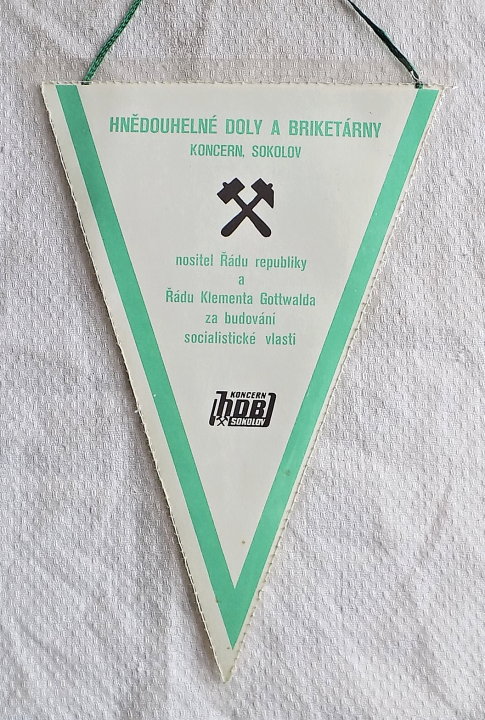 HNĚDOUHELNÉ DOLY A BRIKETÁRNY
KONCERN, SOKOLOV
nositel Řádu republiky
a
Řádu Klementa Gottwalda
za budování
socialistické vlasti
KONCERN
HDB
SOKOLOV